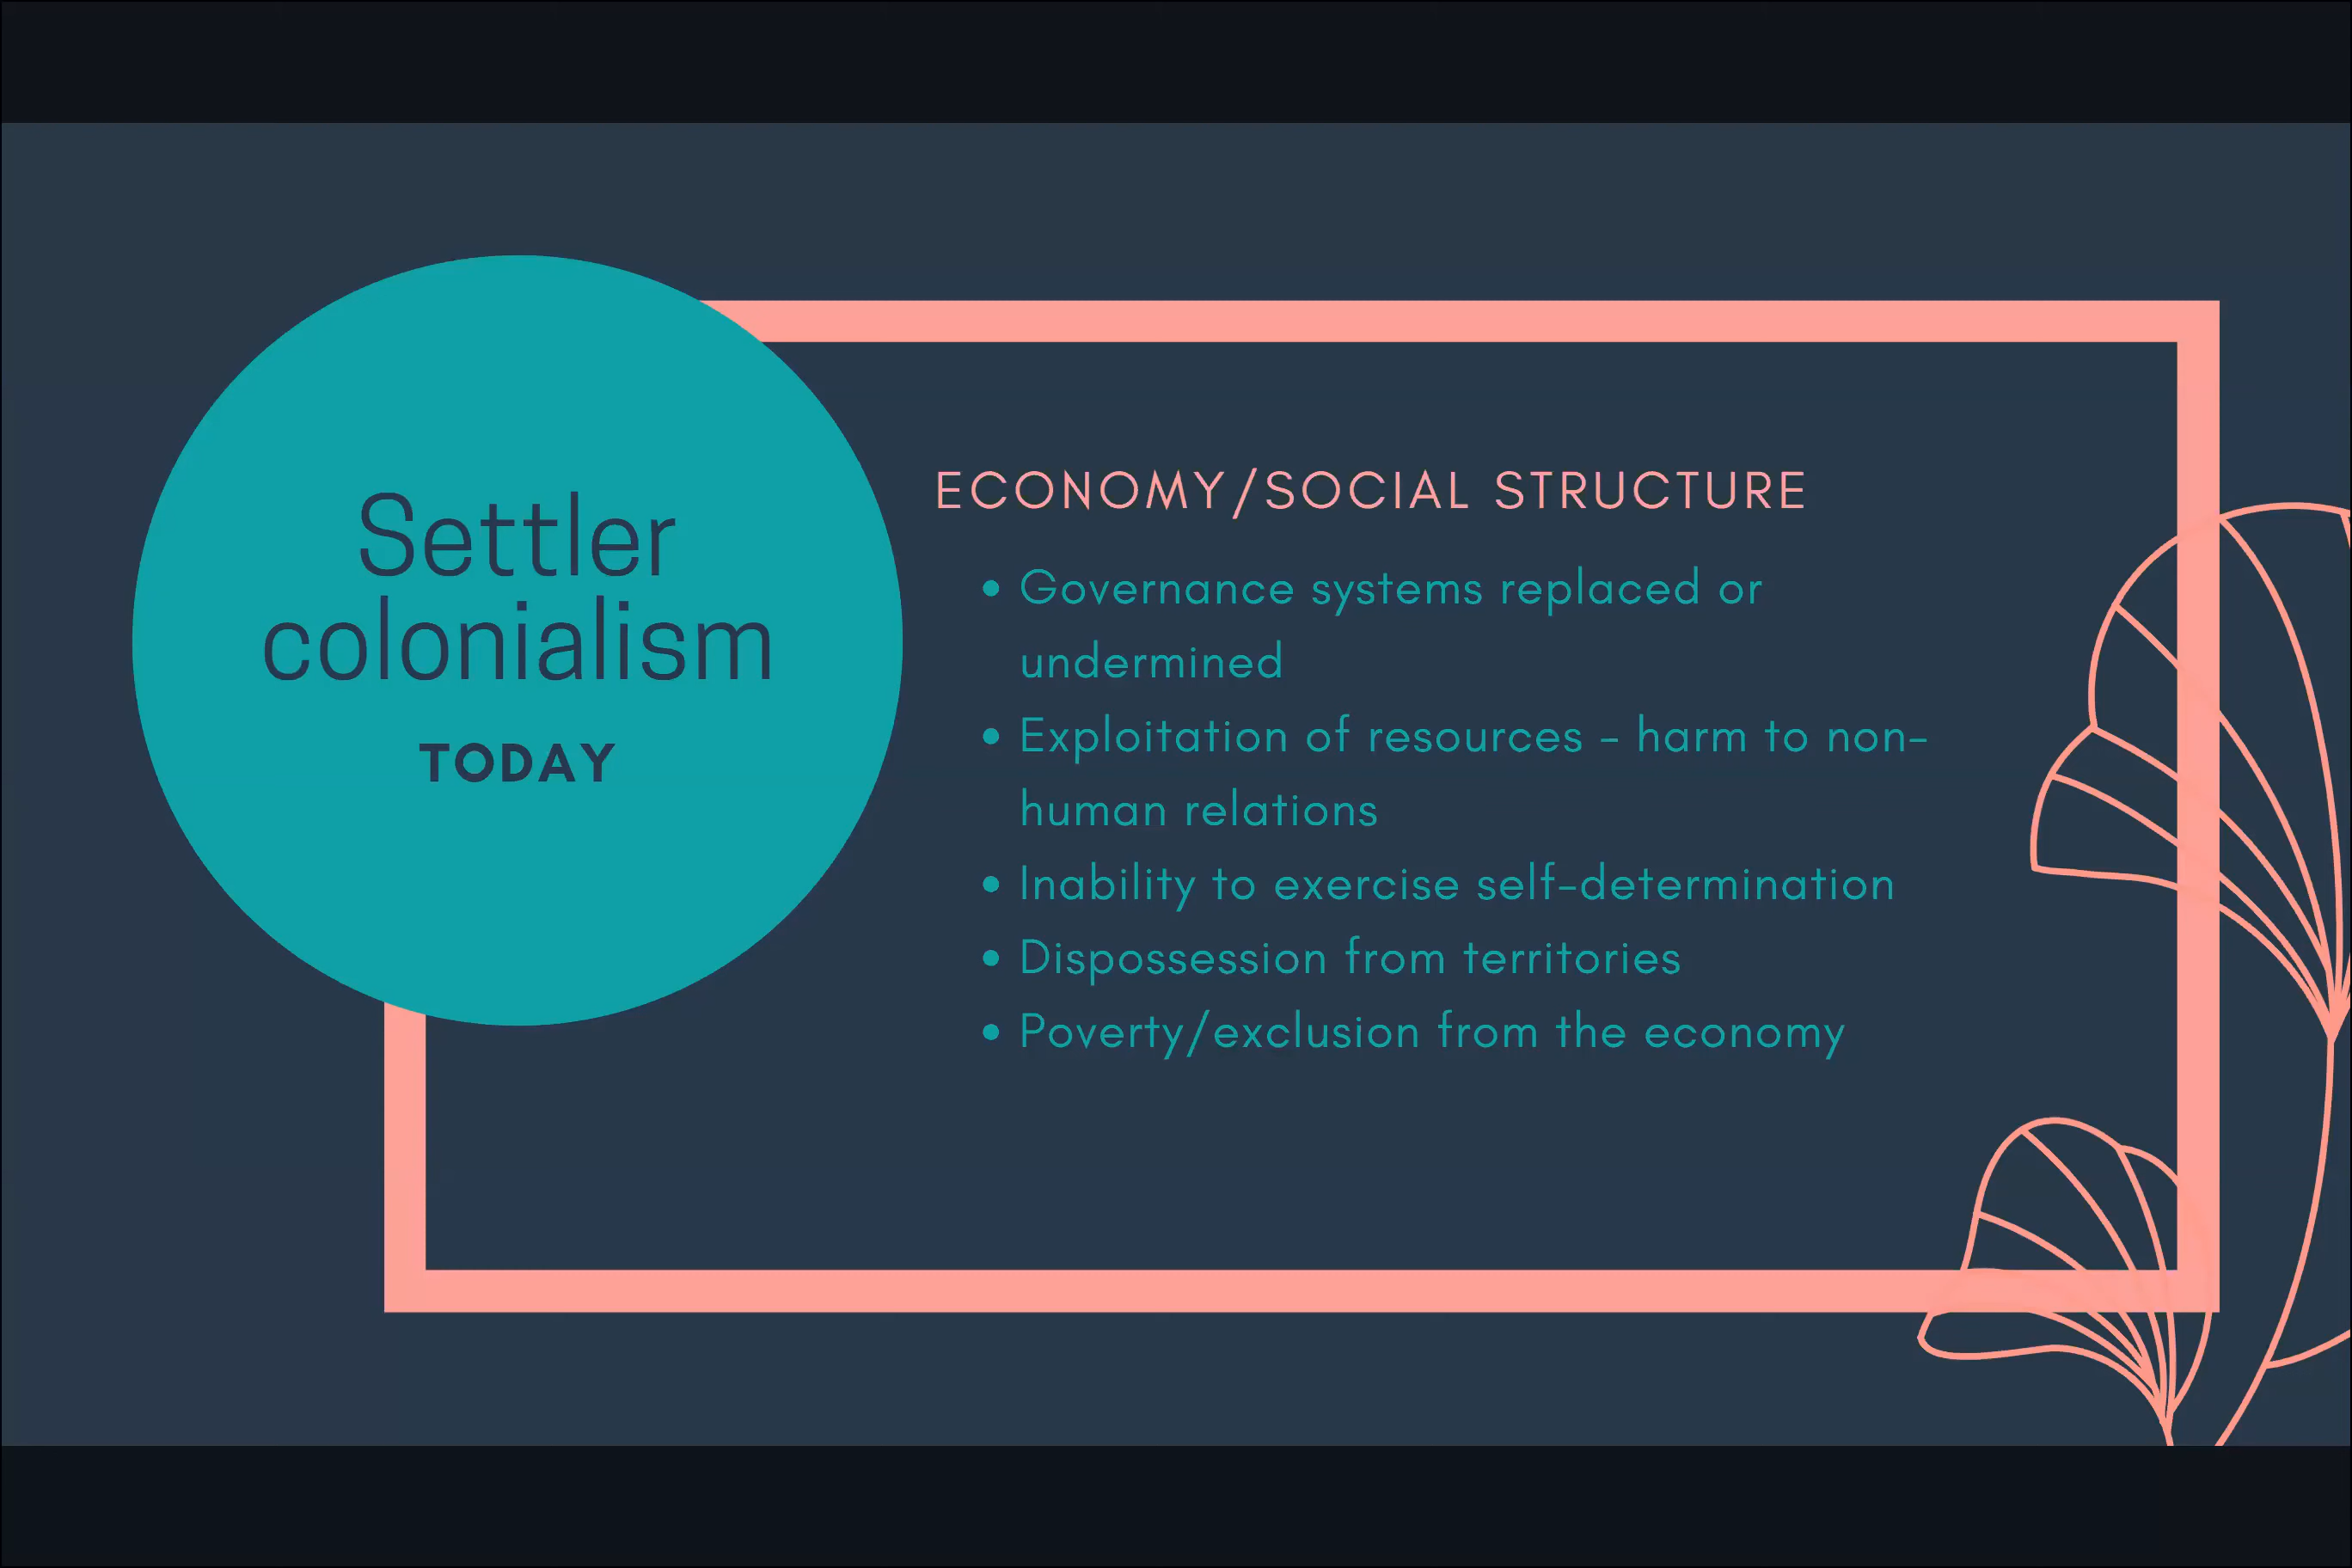 Settler
colonialism
TODAY
ECONOMY/SOCIAL STRUCTURE
• Governance systems replaced or
undermined
• Exploitation of resources - harm to non-
human relations
• Inability to exercise self-determination
• Dispossession from territories
• Poverty/exclusion from the economy